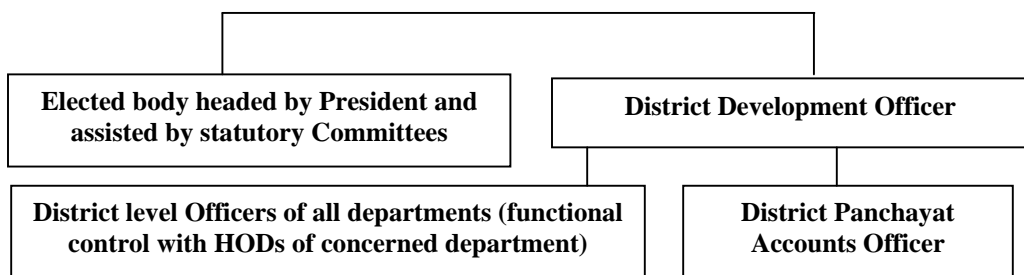 Elected body headed by President and
assisted by statutory Committees
District Development Officer
District level Officers of all departments (functional
control with HODs of concerned department)
District Panchayat
Accounts Officer